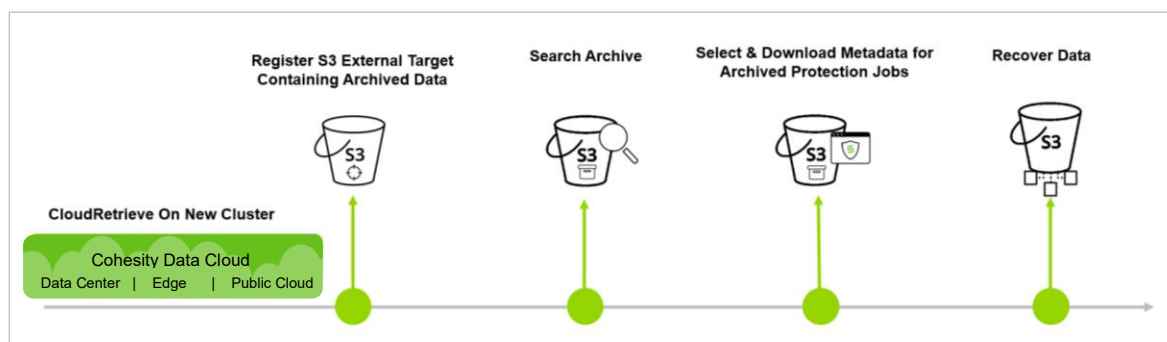 Register S3 External Target
Containing Archived Data
Search Archive
Select & Download Metadata for
Archived Protection Jobs
Recover Data
S3
S3
S3
S
S3
CloudRetrieve On New Cluster
Cohesity Data Cloud
Data Center | Edge | Public Cloud